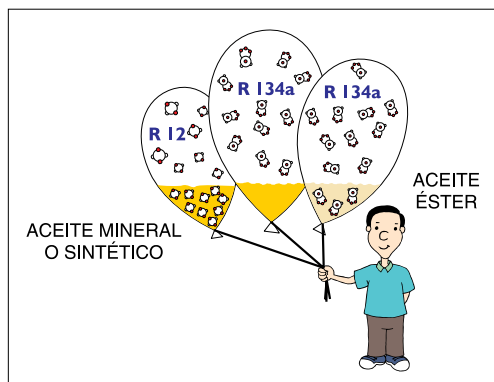 R 12
R 134a
R 134a
ACEITE MINERAL
O SINTÉTICO
ACEITE
ÉSTER